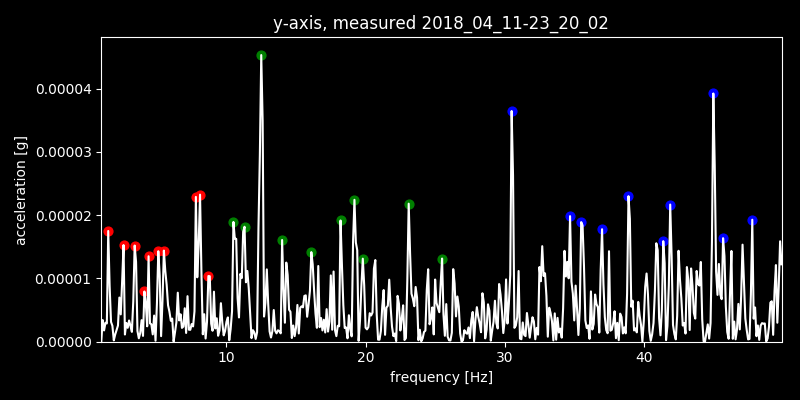 y-axis, measured 2018_04_11-23_20_02
acceleration [g]
0.00004
0.00003
0.00002
0.00001
0.00000
10 20 30 40
frequency [Hz]